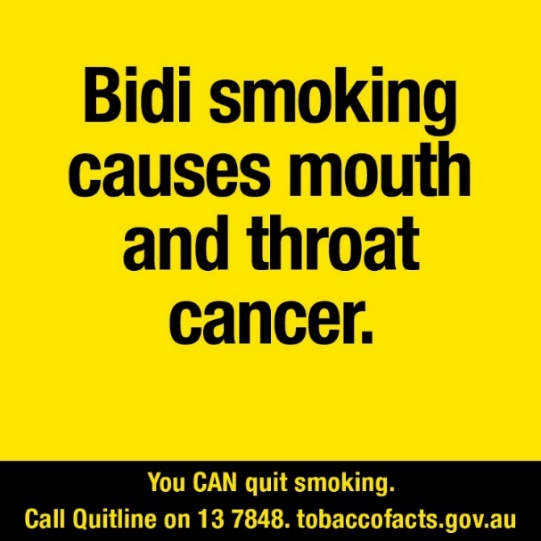 Bidi smoking
causes mouth
and throat
cancer.
You CAN quit smoking.
Call Quitline on 13 7848. tobaccofacts.gov.au